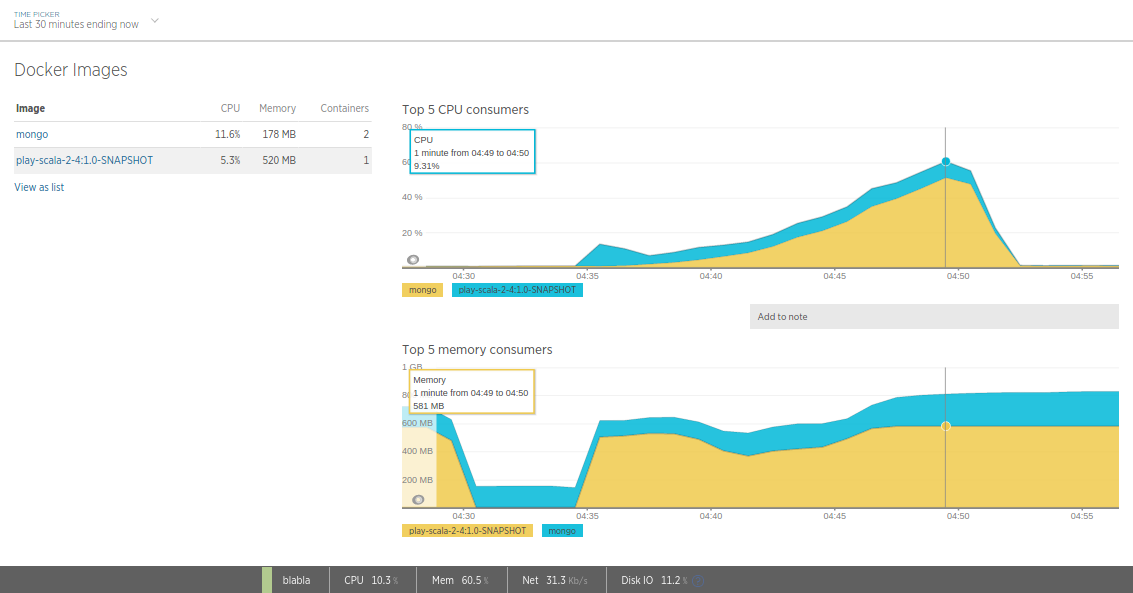 TIME PICKER
Last 30 minutes ending now
Docker Images
Image CPU Memory Containers
mongo 11.6% 178 MB 2
play-scala-2-4:1.0-SNAPSHOT 5.3% 520 MB 1
View as list
Top 5 CPU consumers
80 %
CPU
1 minute from 04:49 to 04:50
9.31%
40 %
20 %
04:30 04:35 04:40 04:45 04:50 04:55
mongo play-scala-2-4:1.0-SNAPSHOT
Add to note
Top 5 memory consumers
1 GB
Memory
1 minute from 04:49 to 04:50
581 MB
600 MB
400 MB
200 MB
04:30 04:35 04:40 04:45 04:50 04:55
play-scala-2-4:1.0-SNAPSHOT mongo
blabla CPU 10.3 % Mem 60.5 % Net 31.3 Kb/s Disk IO 11.2 %